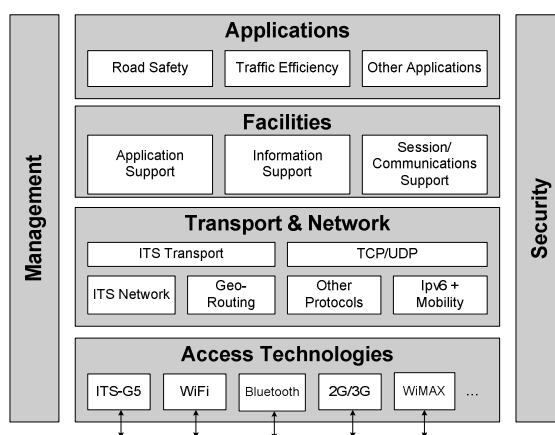 Applications
Road Safety
Traffic Efficiency
Other Applications
Facilities
Application
Support
Information
Support
Session/
Communications
Support
Management
Security
Transport & Network
ITS Transport
TCP/UDP
ITS Network
Geo-
Routing
Other
Protocols
Ipv6 +
Mobility
Access Technologies
ITS-G5
WiFi
Bluetooth
2G/3G
WiMAX
...